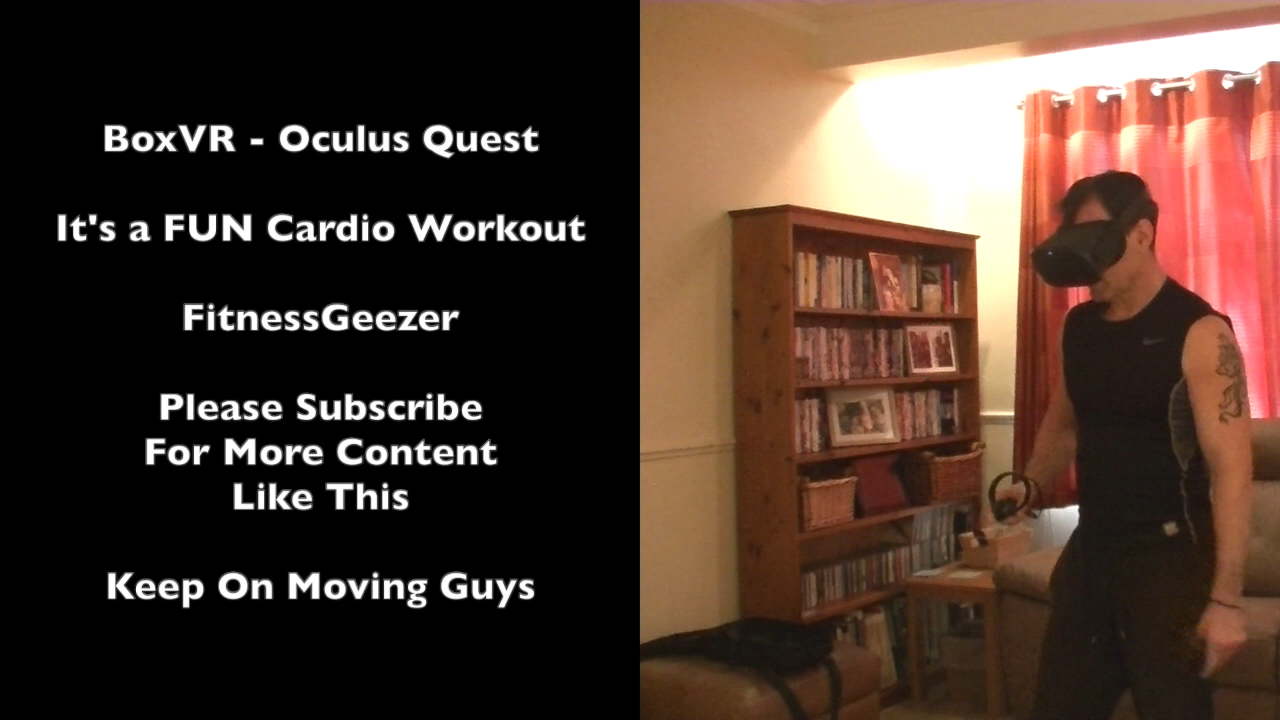 BoxVR - Oculus Quest
It's a FUN Cardio Workout
FitnessGeezer
Please Subscribe
For More Content
Like This
Keep On Moving Guys